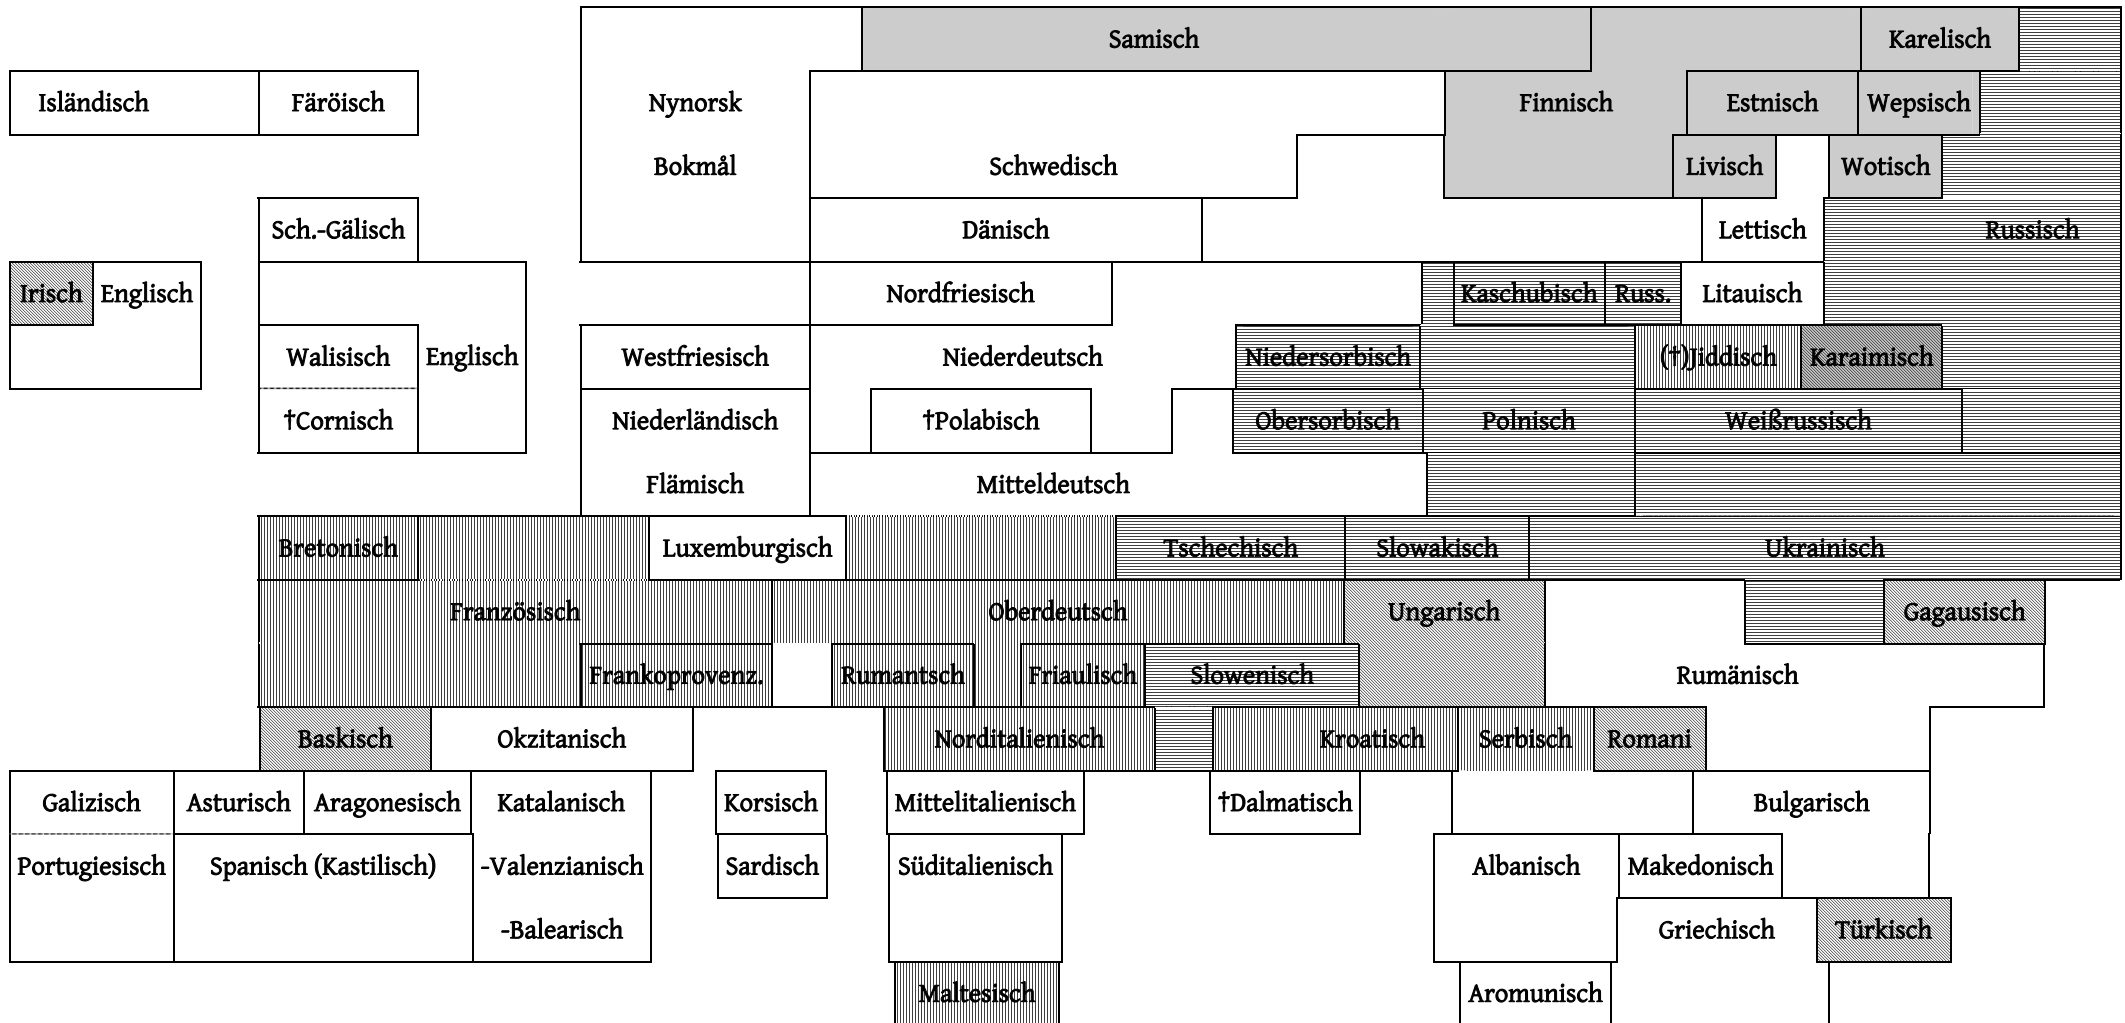 Samisch Karelisch
Isländisch Färöisch Nynorsk Finnisch Estnisch Wepsisch
Bokmål Schwedisch Livisch Wotisch
Sch.-Gälisch Dänisch Lettisch Russisch
Irisch Englisch Nordfriesisch Kaschubisch Russ. Litauisch
Walisisch Englisch Westfriesisch Niederdeutsch Niedersorbisch (†)Jiddisch Karaimisch
†Cornisch Niederländisch †Polabisch Obersorbisch Polnisch Weißrussisch
Flämisch Mitteldeutsch
Bretonisch Luxemburgisch Tschechisch Slowakisch Ukrainisch
Französisch Oberdeutsch Ungarisch Gagausisch
Frankoprovenz. Rumantsch Friaulisch Slowenisch Rumänisch
Baskisch Okzitanisch Norditalienisch Kroatisch Serbisch Romani
Galizisch Asturisch Aragonesisch Katalanisch Korsisch Mittelitalienisch †Dalmatisch Bulgarisch
Portugiesisch Spanisch (Kastilisch) -Valenzianisch Sardisch Süditalienisch Albanisch Makedonisch
-Balearisch Griechisch Türkisch
Maltesisch Aromunisch